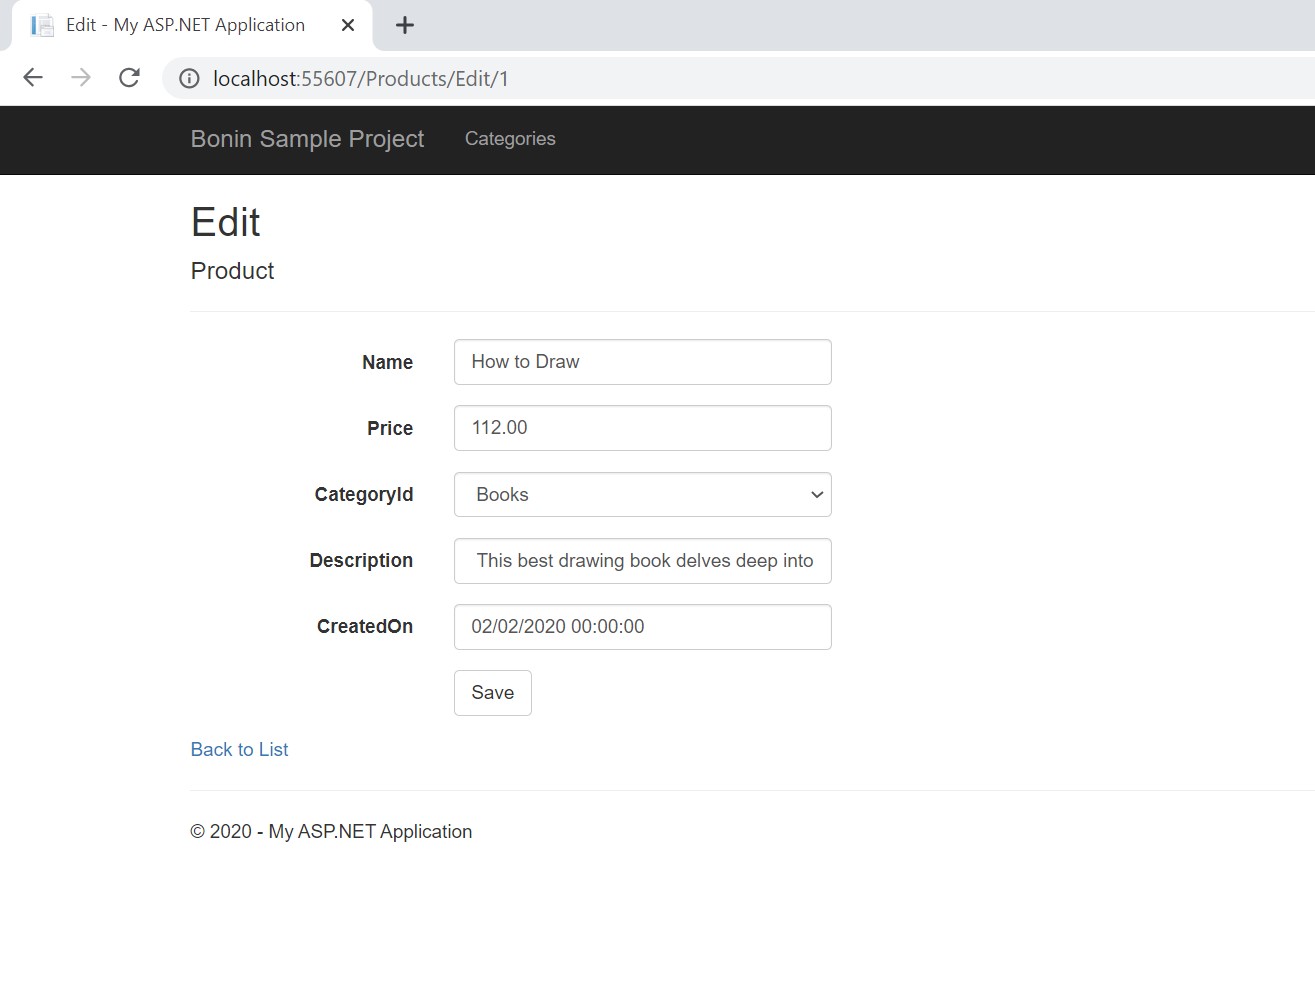 Edit - My ASP.NET Application
localhost:55607/Products/Edit/1
Bonin Sample Project Categories
Edit
Product
Name How to Draw
Price 112.00
CategoryId Books
Description This best drawing book delves deep into
CreatedOn 02/02/2020 00:00:00
Save
Back to List
© 2020 - My ASP.NET Application